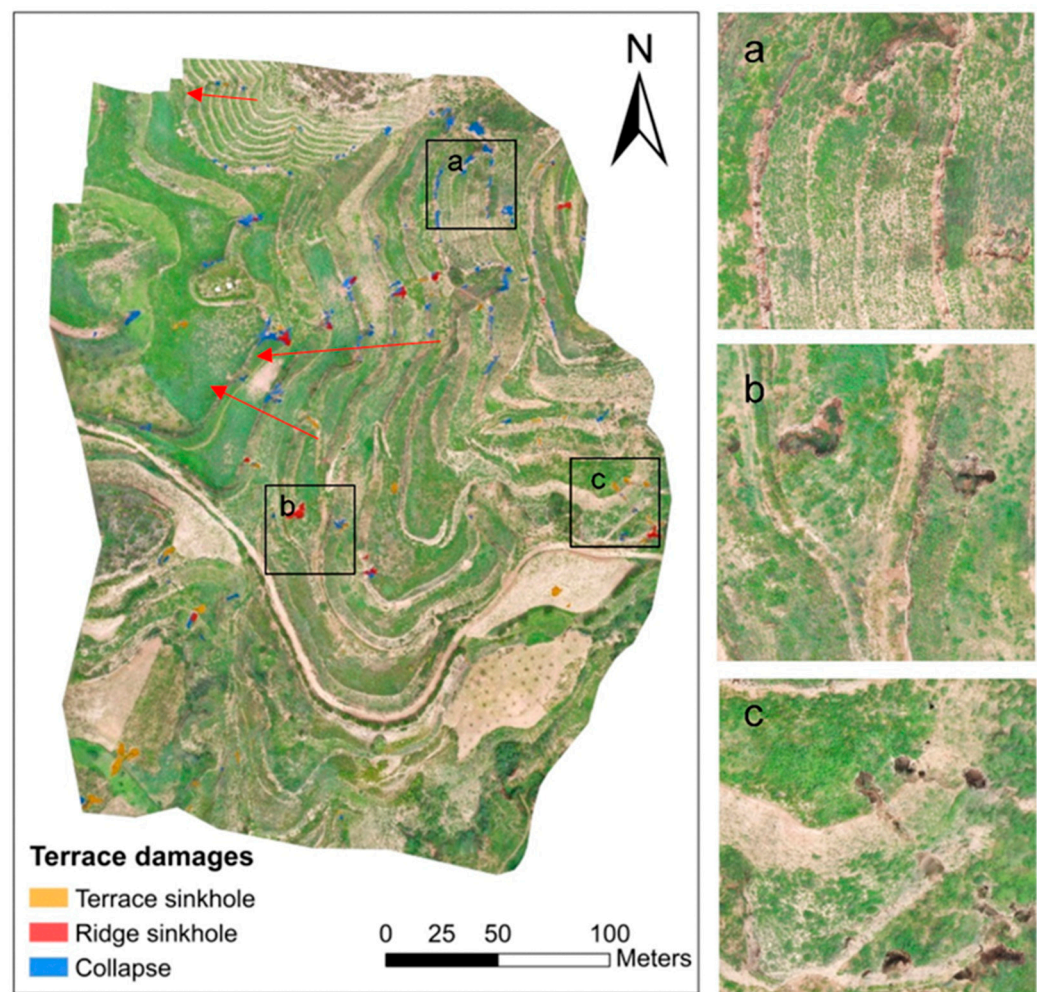 N
a
b
c
Terrace damages
Terrace sinkhole
Ridge sinkhole
Collapse
0 25 50 100
Meters
a
b
c